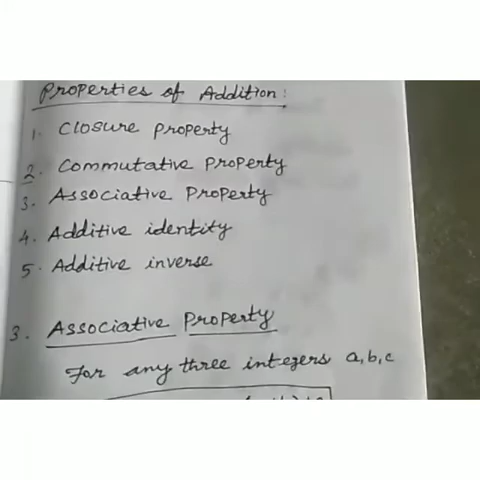 Properties of Addition:
1. Closure property
2. Commutative Property
3. Associative Property
4. Additive identity
5. Additive inverse
3. Associative Property
For any three integers a,b,c